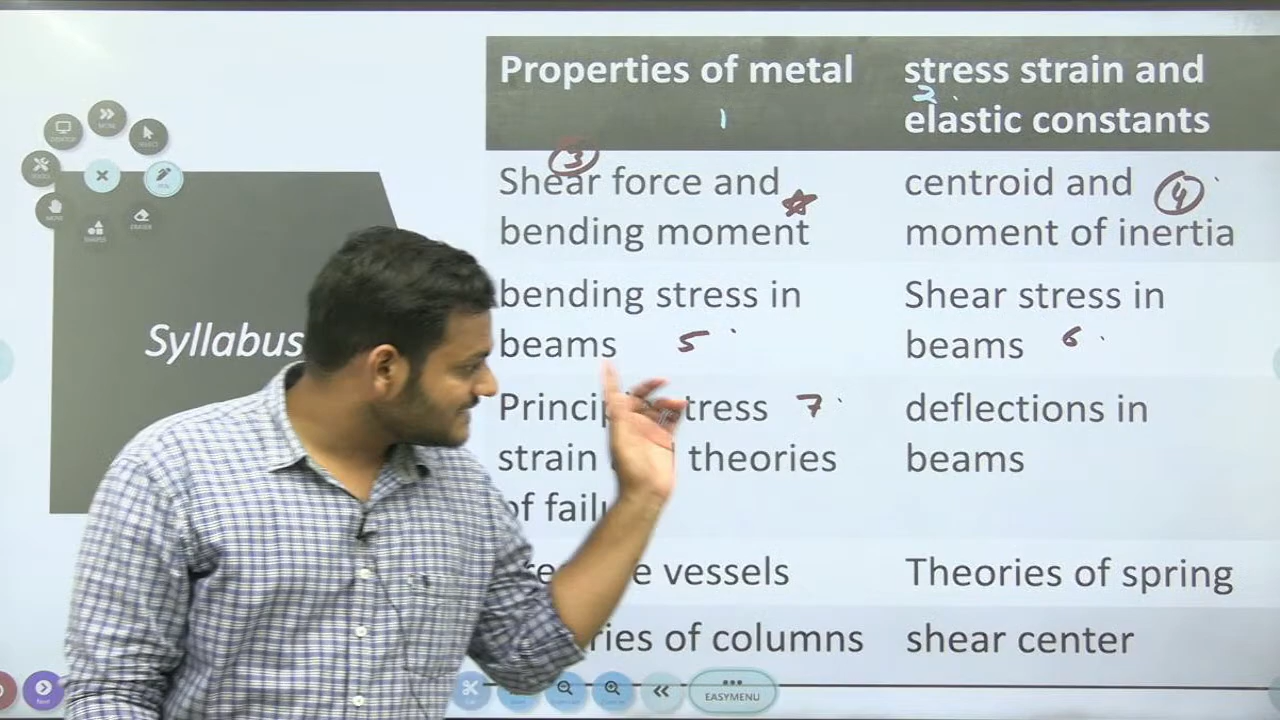 Properties of metal
1
stress strain and
2
elastic constants
3
Shear force and
bending moment
centroid and
4
moment of inertia
bending stress in
beams 5
Shear stress in
beams 6
stress 7
strain theories
of
deflections in
beams
vessels
Theories of spring
of columns
shear center
Syllabus
EASYMENU